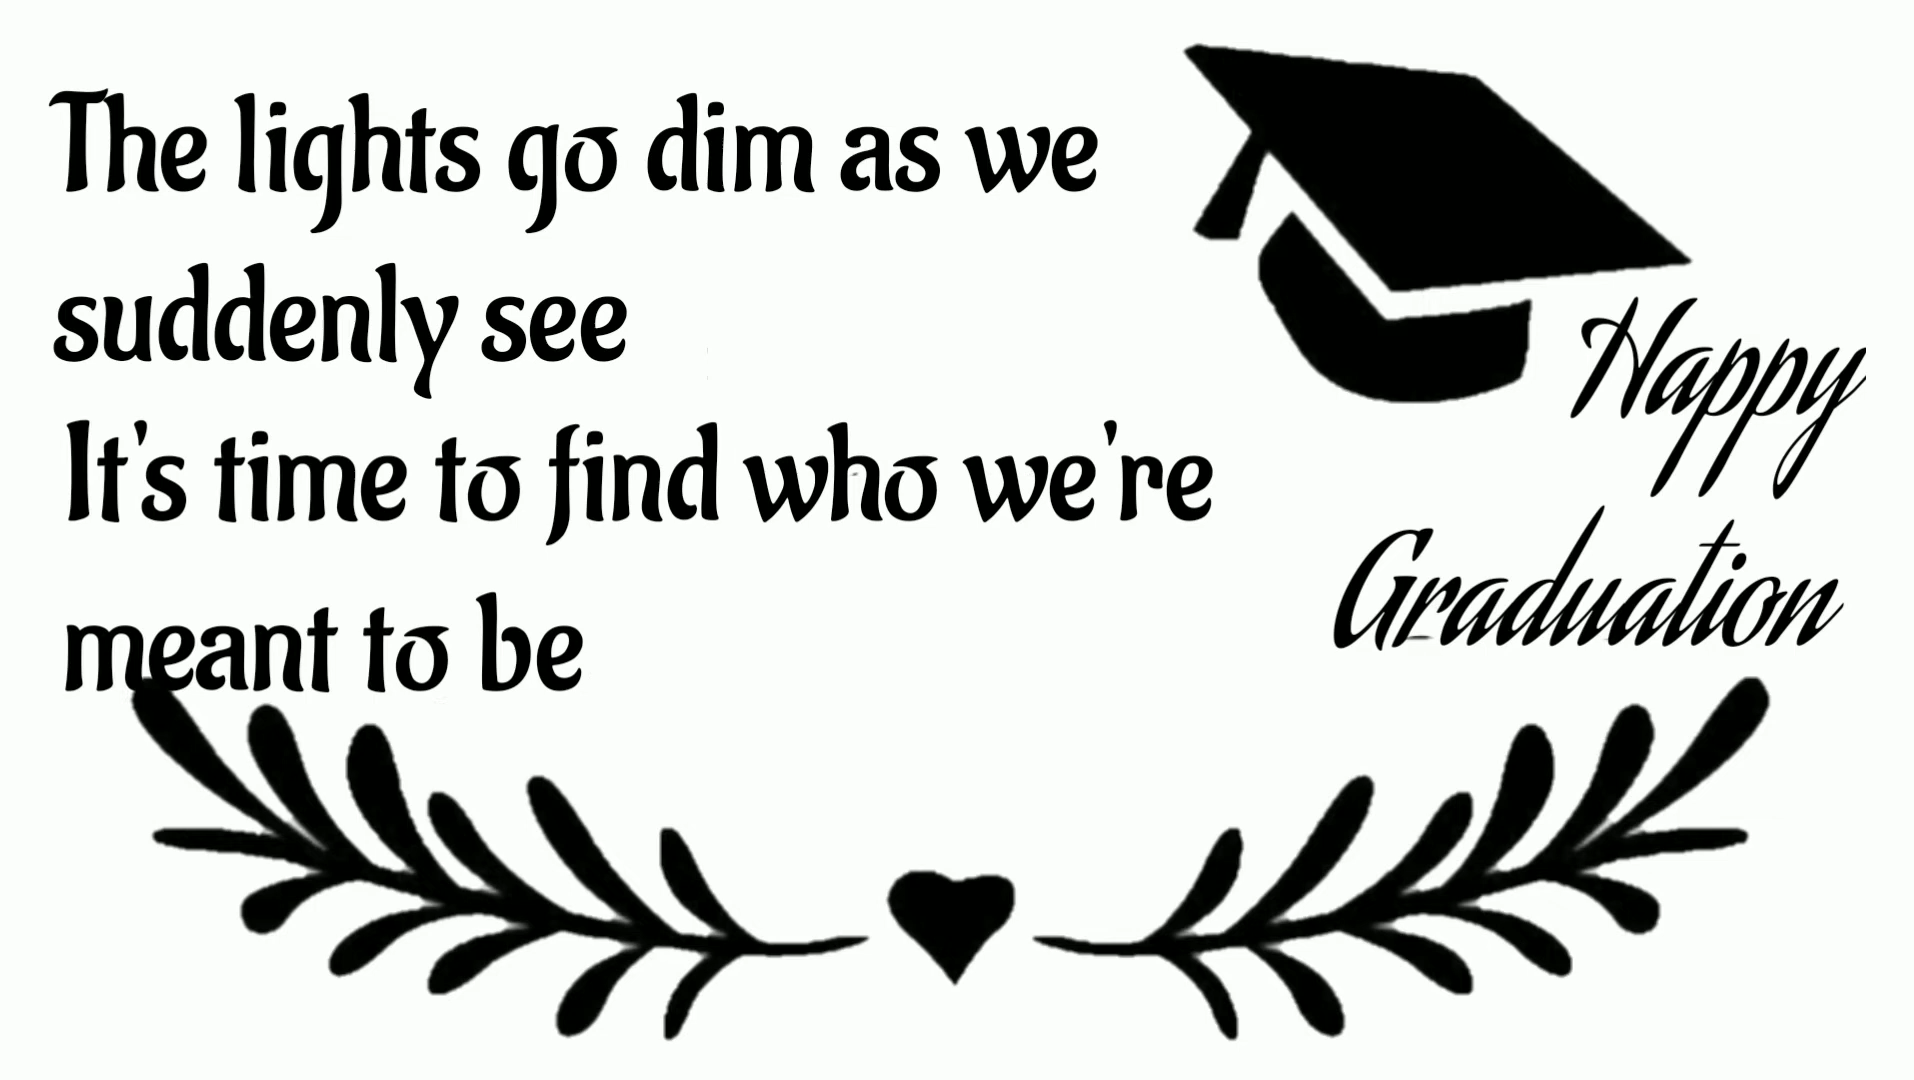 The lights go dim as we
suddenly see
It's time to find who we're
meant to be
Happy
Graduation